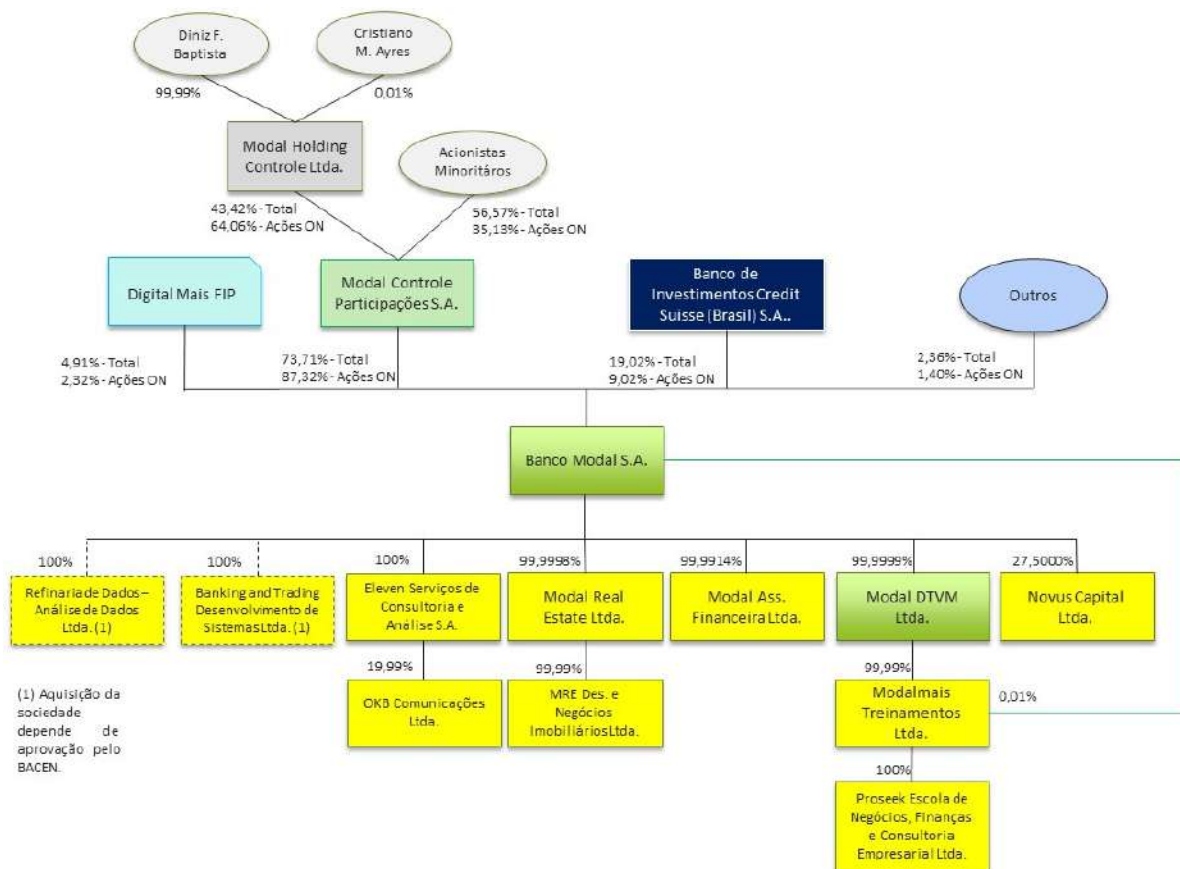 Diniz F.
Baptista
Cristiano
M. Ayres
99,99%
0,01%
Modal Holding
Controle Ltda.
Acionistas
Minoritáros
43,42% - Total
64,06% - Ações ON
56,57% - Total
35,13% - Ações ON
Digital Mais FIP
Modal Controle
Participações S.A.
Banco de
Investimentos Credit
Suisse (Brasil) S.A..
Outros
4,91% - Total
2,32% - Ações ON
73,71% - Total
87,32% - Ações ON
19,02% - Total
9,02% - Ações ON
2,36% - Total
1,40% - Ações ON
Banco Modal S.A.
100%
100%
100%
99,9998%
99,9914%
99,9999%
27,5000%
Refinaria de Dados –
Análise de Dados
Ltda. (1)
Banking and Trading
Desenvolvimento de
Sistemas Ltda. (1)
Eleven Serviços de
Consultoria e
Análise S.A.
Modal Real
Estate Ltda.
Modal Ass.
Financeira Ltda.
Modal DTVM
Ltda.
Novus Capital
Ltda.
19,99%
99,99%
99,99%
(1) Aquisição da
sociedade
depende de
aprovação pelo
BACEN.
OKB Comunicações
Ltda.
MRE Des. e
Negócios
Imobiliários Ltda.
Modalmais
Treinamentos
Ltda.
0,01%
100%
Proseek Escola de
Negócios, Finanças
e Consultoria
Empresarial Ltda.